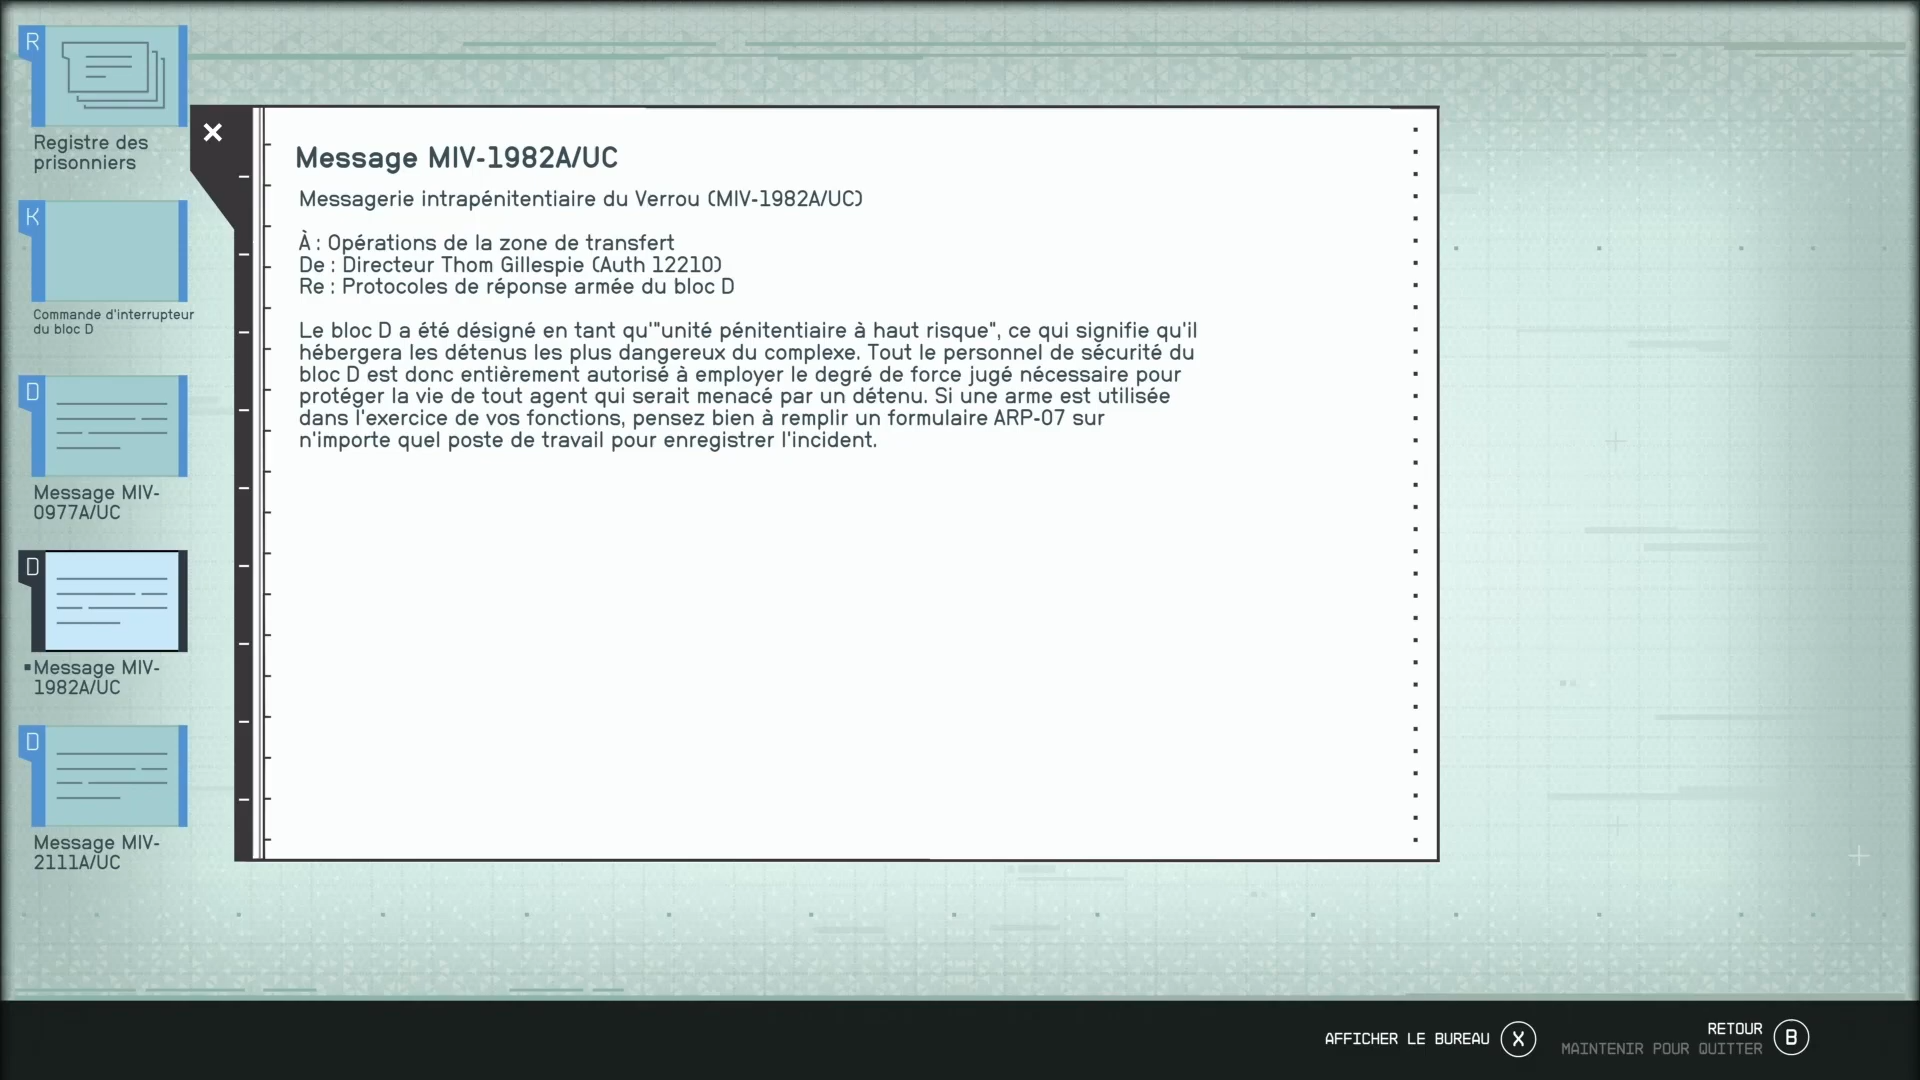 R
Registre des
prisonniers
K
Commande d'interrupteur
du bloc D
D
Message MIV-
0977A/UC
D
Message MIV-
1982A/UC
D
Message MIV-
2111A/UC
Message MIV-1982A/UC
Messagerie intrapénitentiaire du Verrou (MIV-1982A/UC)
À : Opérations de la zone de transfert
De : Directeur Thom Gillespie (Auth 12210)
Re : Protocoles de réponse armée du bloc D
Le bloc D a été désigné en tant qu'"unité pénitentiaire à haut risque", ce qui signifie qu'il
hébergera les détenus les plus dangereux du complexe. Tout le personnel de sécurité du
bloc D est donc entièrement autorisé à employer le degré de force jugé nécessaire pour
protéger la vie de tout agent qui serait menacé par un détenu. Si une arme est utilisée
dans l'exercice de vos fonctions, pensez bien à remplir un formulaire ARP-07 sur
n'importe quel poste de travail pour enregistrer l'incident.
AFFICHER LE BUREAU X
RETOUR B
MAINTENIR POUR QUITTER